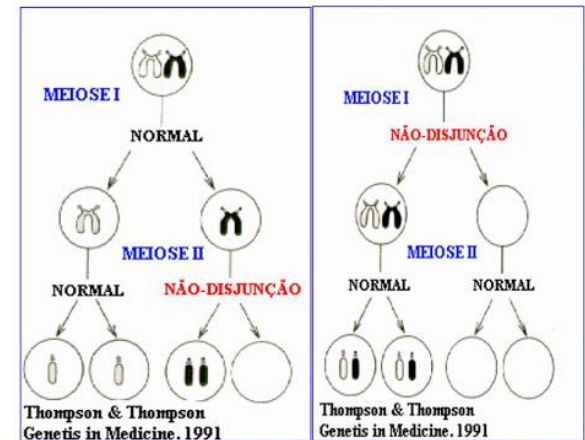 MEIOSE I
NORMAL
MEIOSE II
NORMAL
NÃO-DISJUNÇÃO
Thompson & Thompson
Genetis in Medicine. 1991
MEIOSE I
NÃO-DISJUNÇÃO
MEIOSE II
NORMAL
NORMAL
Thompson & Thompson
Genetis in Medicine. 1991